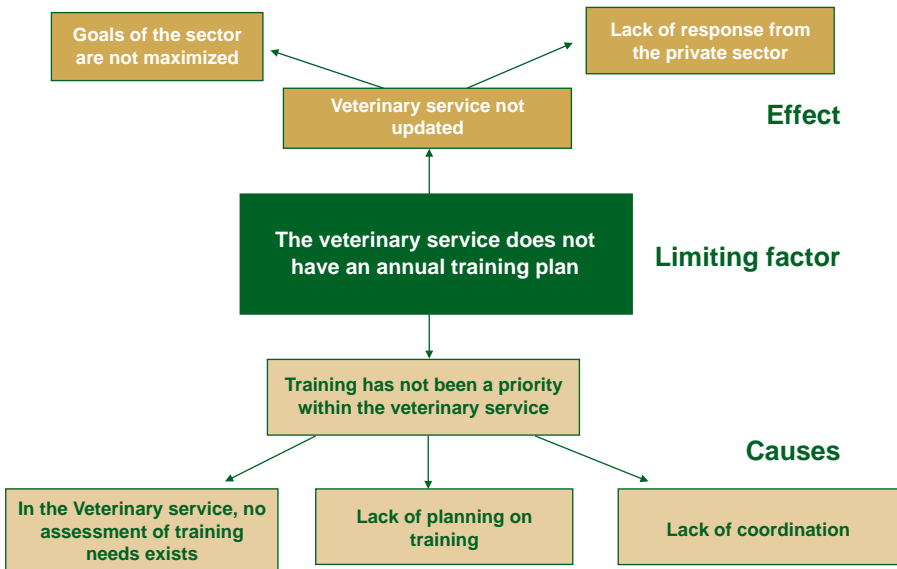 Goals of the sector
are not maximized
Lack of response from
the private sector
Veterinary service not
updated
Effect
The veterinary service does not
have an annual training plan
Limiting factor
Training has not been a priority
within the veterinary service
Causes
In the Veterinary service, no
assessment of training
needs exists
Lack of planning on
training
Lack of coordination